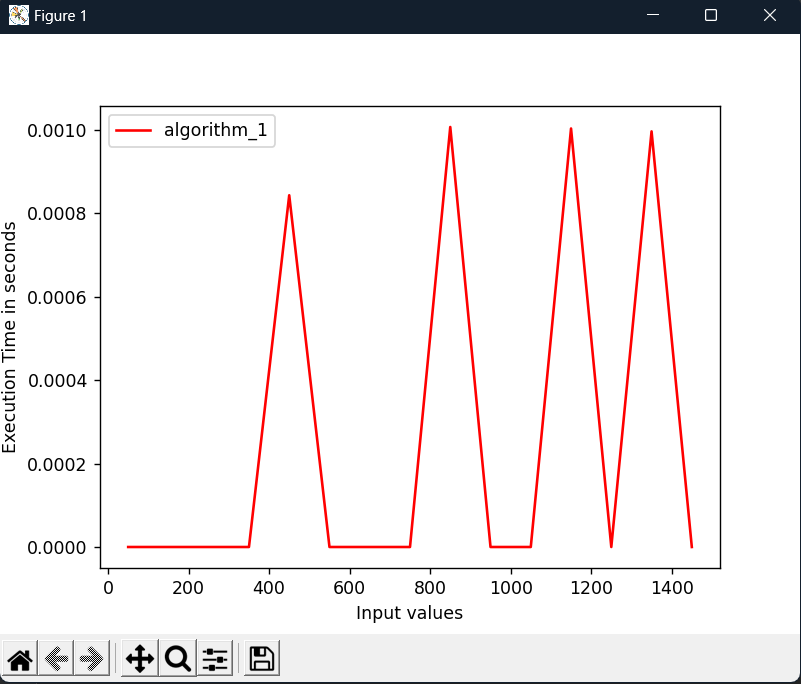 Figure 1
algorithm_1
0.0010
0.0008
0.0006
0.0004
0.0002
0.0000
Execution Time in seconds
0 200 400 600 800 1000 1200 1400
Input values